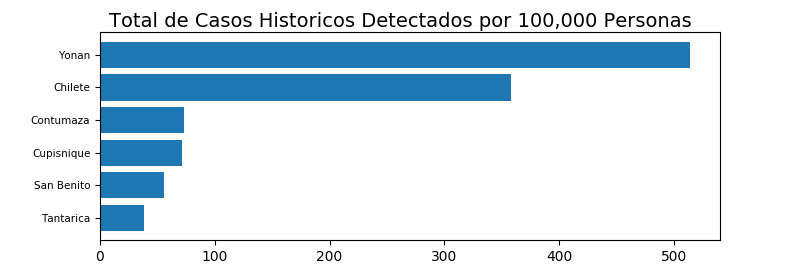 Total de Casos Historicos Detectados por 100,000 Personas
Yonan
Chilete
Contumaza
Cupisnique
San Benito
Tantarica
0 100 200 300 400 500